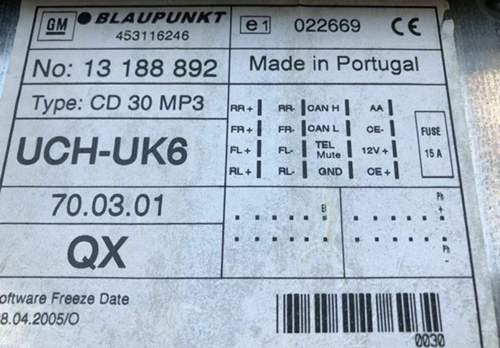 GM BLAUPUNKT
453116246
e1 022669 CE
No: 13 188 892
Made in Portugal
Type: CD 30 MP3
RR+ RR- CAN H AA
FR+ FR- CAN L CE-
FL+ FL- TEL Mute 12V+
RL+ RL- GND CE+
FUSE
15 A
UCH-UK6
70.03.01
QX
Ph
+
Ph
-
oftware Freeze Date
8.04.2005/O
0030